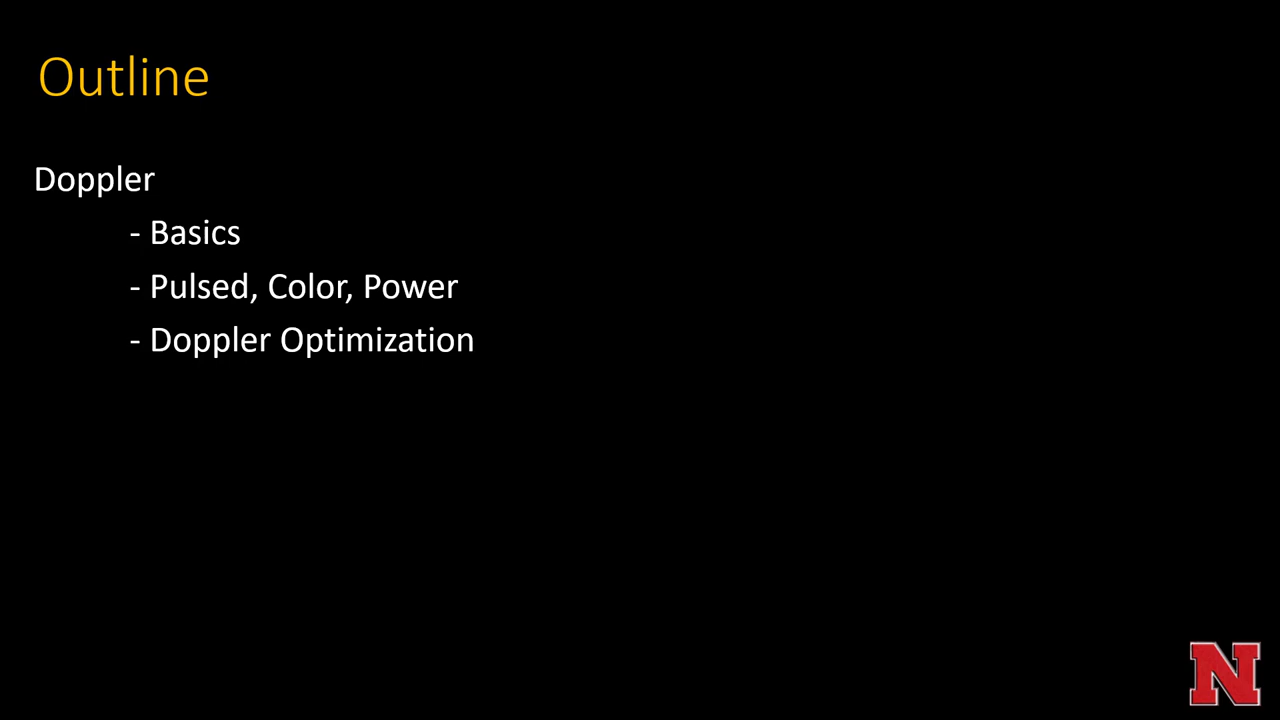 Outline
Doppler
- Basics
- Pulsed, Color, Power
- Doppler Optimization
N